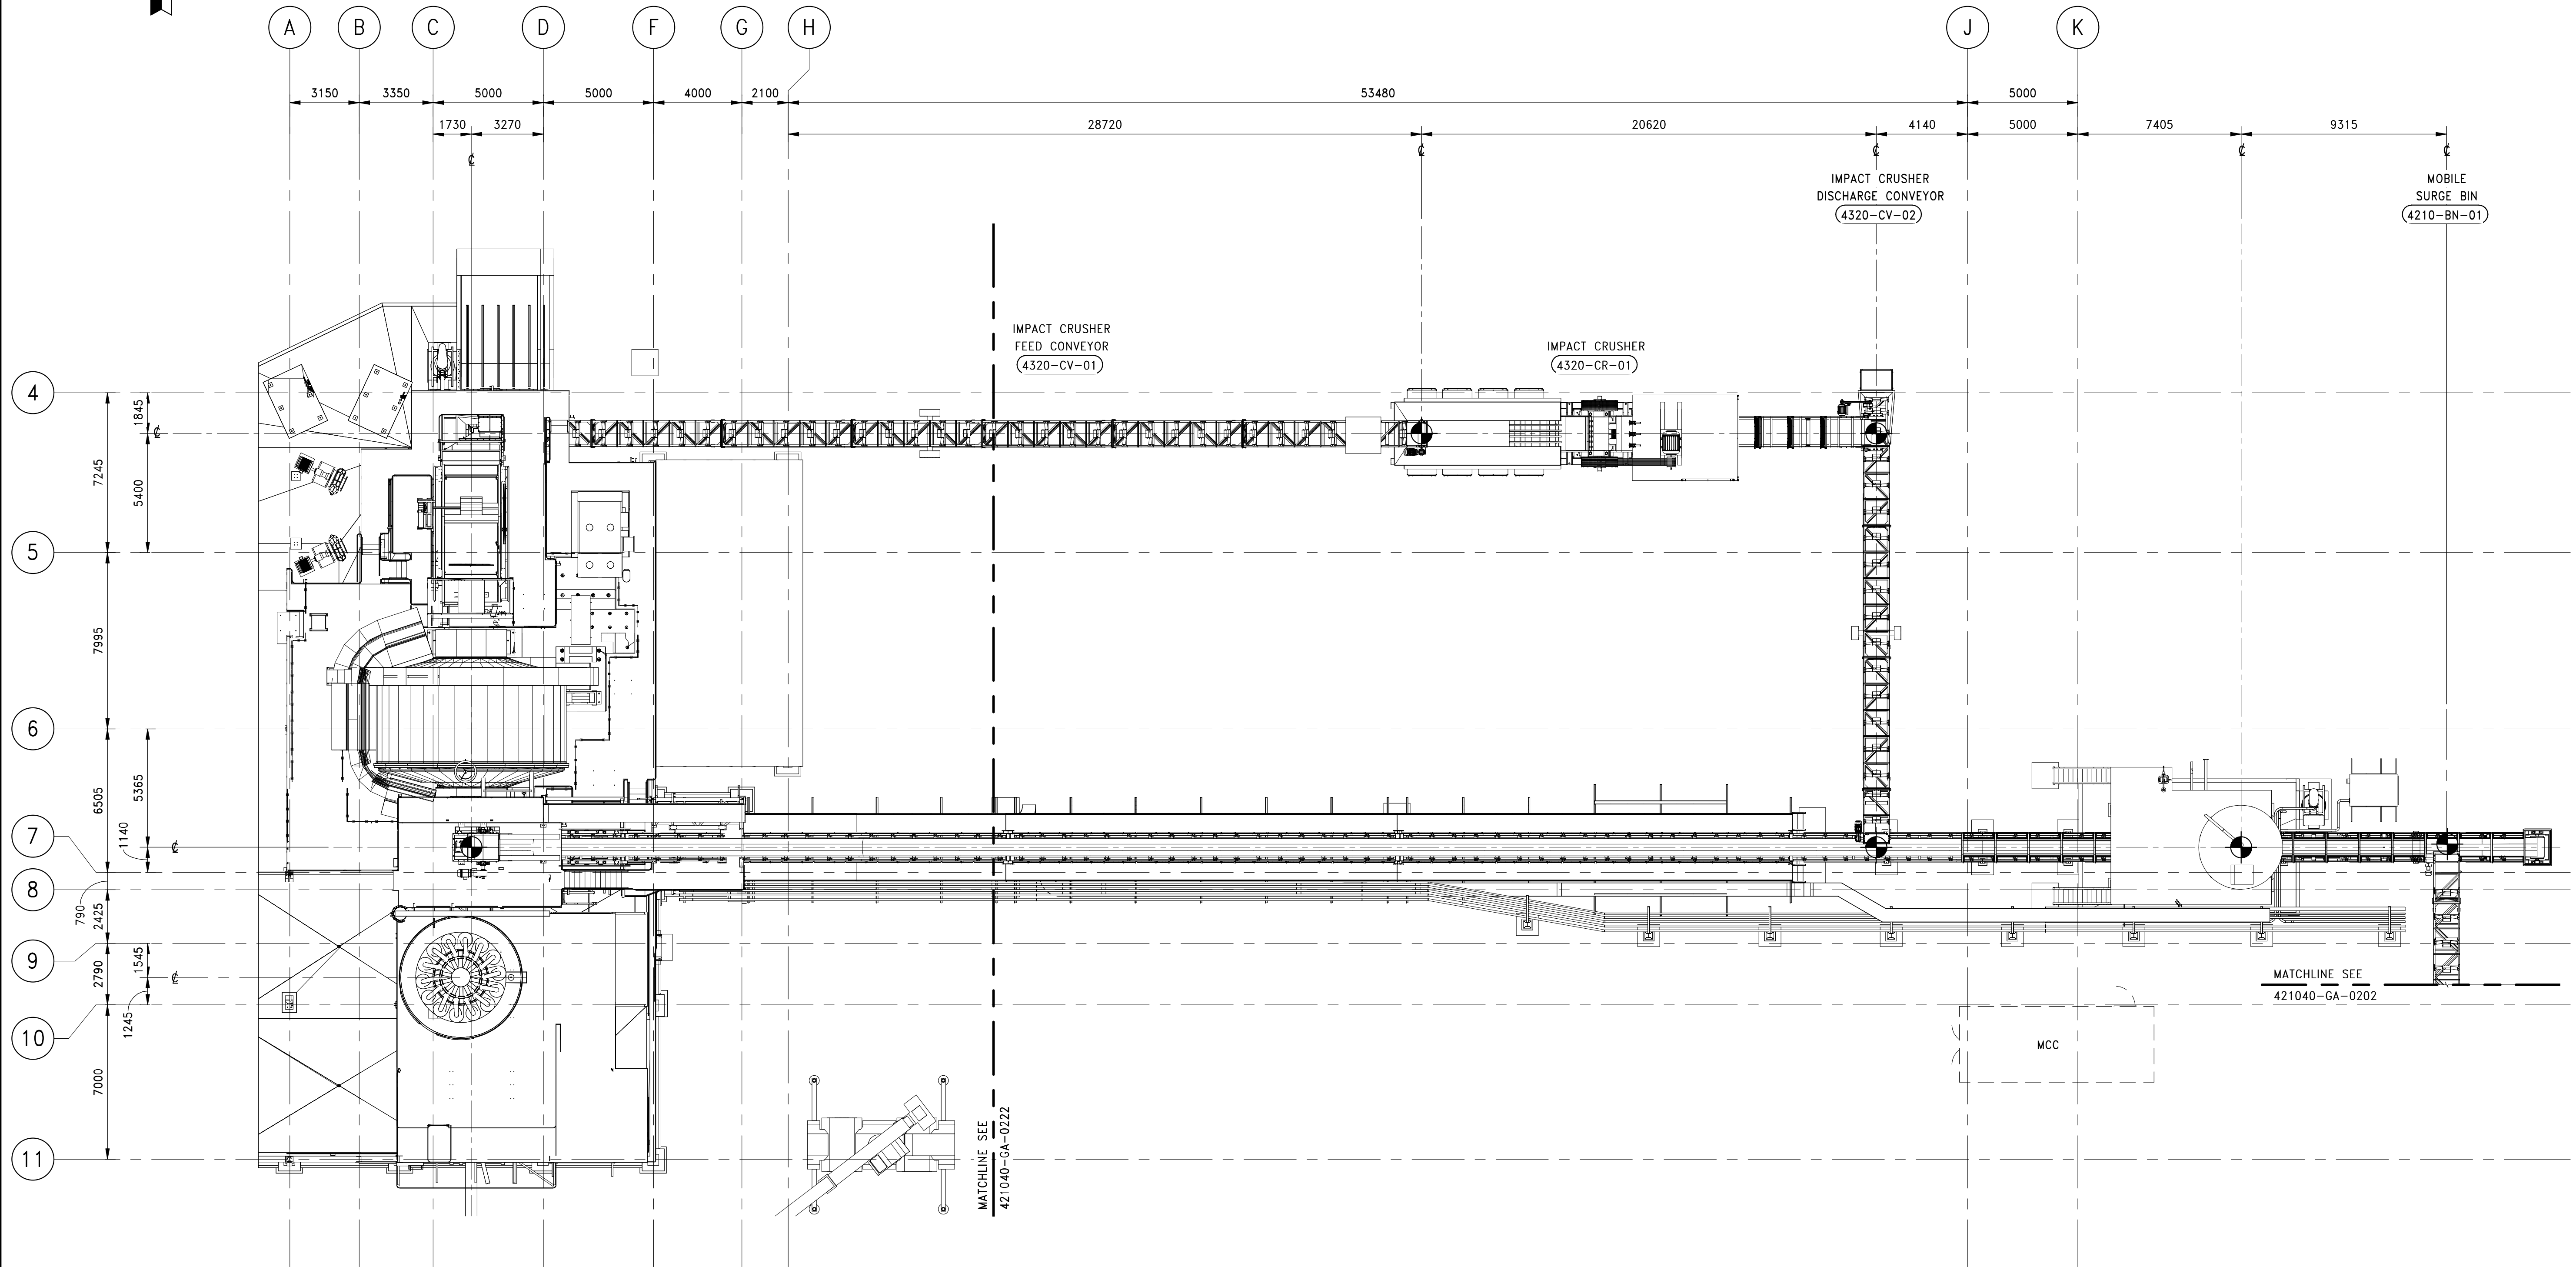 A B C D F G H J K
3150 3350 5000 5000 4000 2100 53480 5000
1730 3270 28720 20620 4140 5000 7405 9315
IMPACT CRUSHER
DISCHARGE CONVEYOR
4320-CV-02
MOBILE
SURGE BIN
4210-BN-01
IMPACT CRUSHER
FEED CONVEYOR
4320-CV-01
IMPACT CRUSHER
4320-CR-01
4
1845
7245
5400
5
7995
6
5365
6505
7
1140
8
790
2425
9
1545
2790
10
1245
7000
11
MATCHLINE SEE
421040-GA-0202
MCC
MATCHLINE SEE
421040-GA-0222